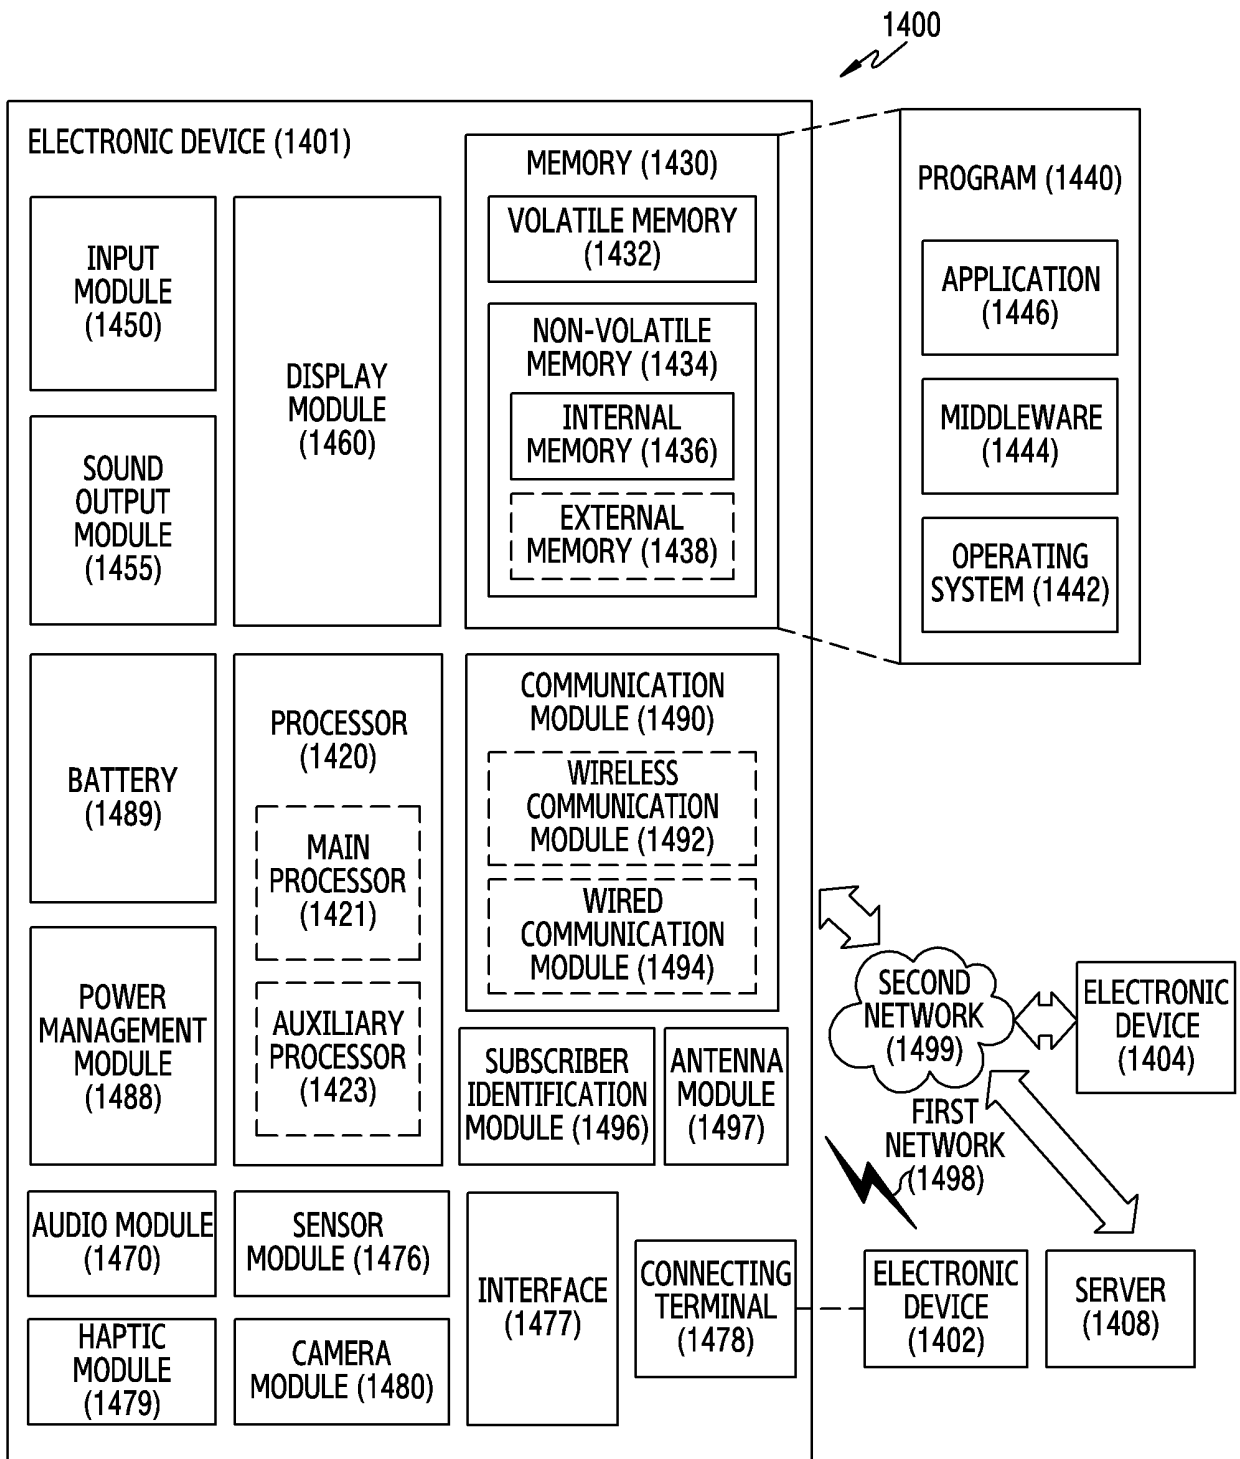 1400
ELECTRONIC DEVICE (1401)
INPUT
MODULE
(1450)
SOUND
OUTPUT
MODULE
(1455)
DISPLAY
MODULE
(1460)
MEMORY (1430)
VOLATILE MEMORY
(1432)
NON-VOLATILE
MEMORY (1434)
INTERNAL
MEMORY (1436)
EXTERNAL
MEMORY (1438)
PROGRAM (1440)
APPLICATION
(1446)
MIDDLEWARE
(1444)
OPERATING
SYSTEM (1442)
BATTERY
(1489)
POWER
MANAGEMENT
MODULE
(1488)
PROCESSOR
(1420)
MAIN
PROCESSOR
(1421)
AUXILIARY
PROCESSOR
(1423)
COMMUNICATION
MODULE (1490)
WIRELESS
COMMUNICATION
MODULE (1492)
WIRED
COMMUNICATION
MODULE (1494)
SUBSCRIBER
IDENTIFICATION
MODULE (1496)
ANTENNA
MODULE
(1497)
SECOND
NETWORK
(1499)
ELECTRONIC
DEVICE
(1404)
FIRST
NETWORK
(1498)
AUDIO MODULE
(1470)
SENSOR
MODULE (1476)
HAPTIC
MODULE
(1479)
CAMERA
MODULE (1480)
INTERFACE
(1477)
CONNECTING
TERMINAL
(1478)
ELECTRONIC
DEVICE
(1402)
SERVER
(1408)